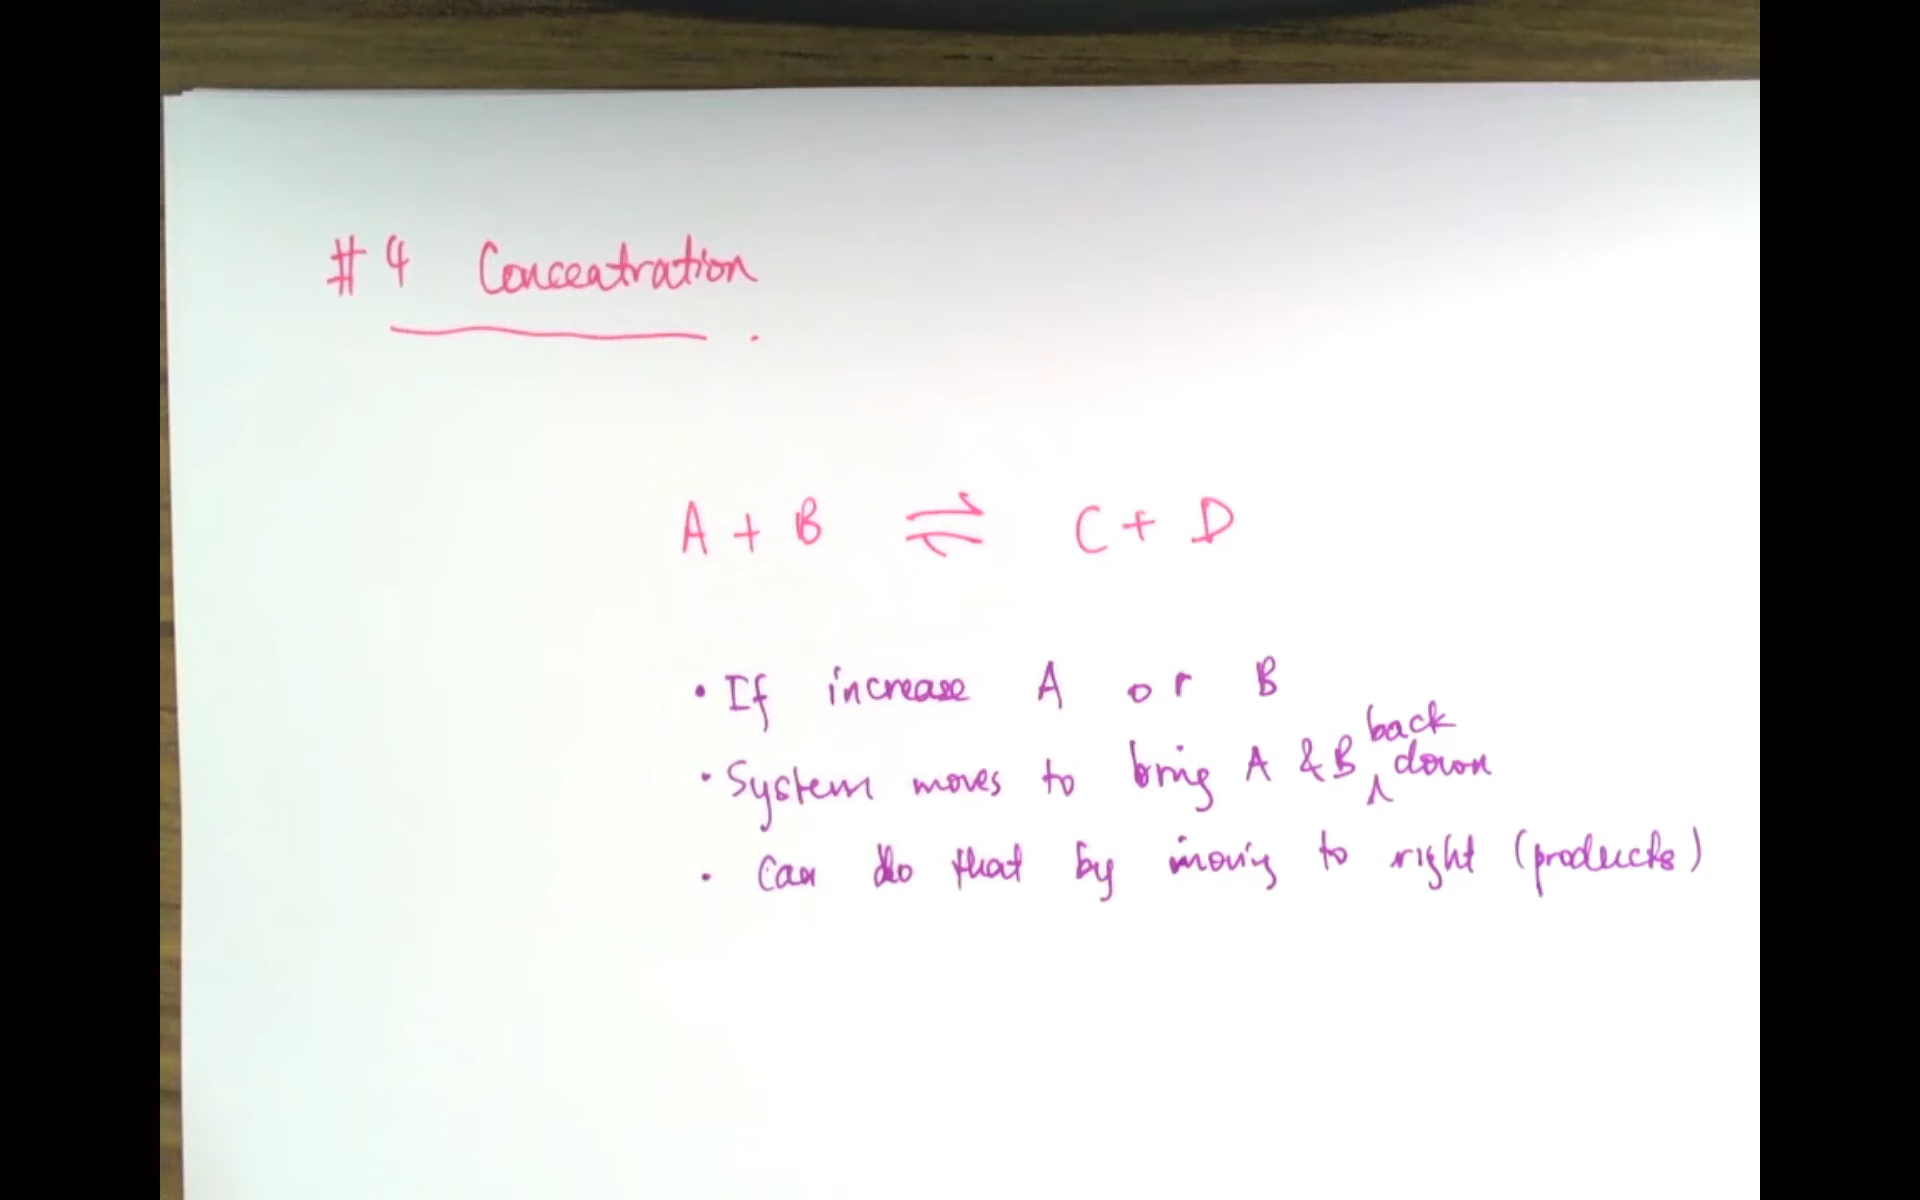 #4 Concentration
A + B ⇌ C + D
• If increase A or B
• System moves to bring A & B back down
• Can do that by moving to right (products)